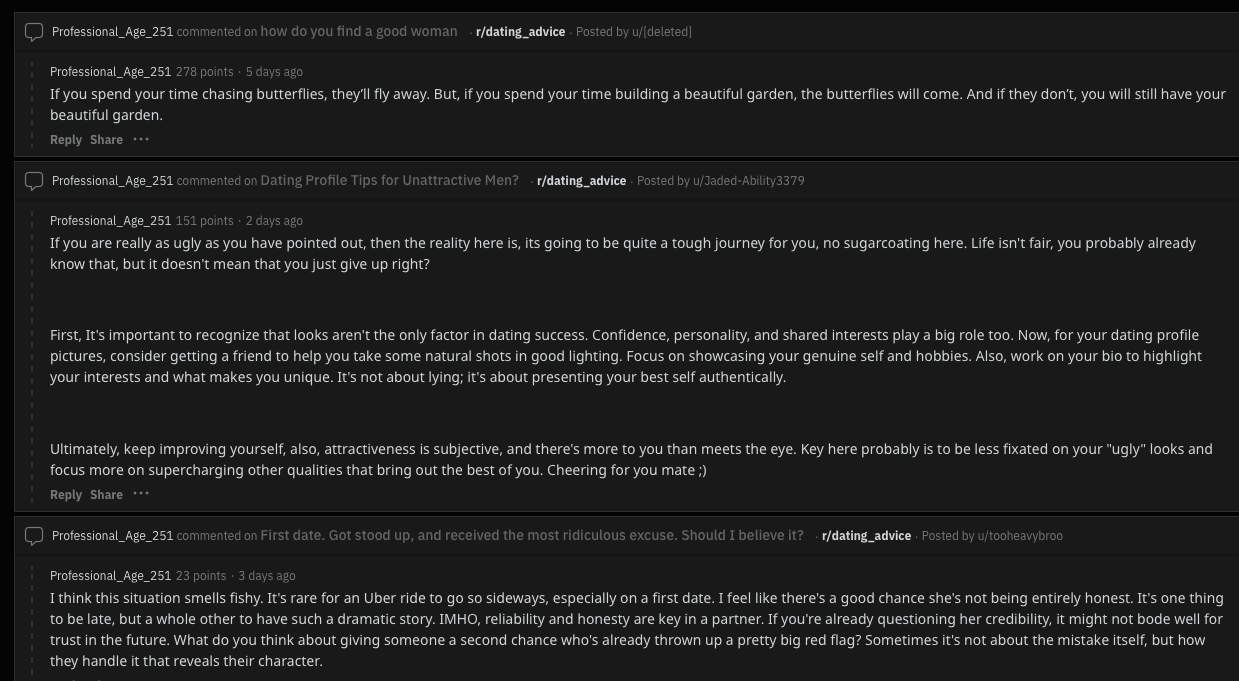 Professional_Age_251 commented on how do you find a good woman · r/dating_advice · Posted by u/[deleted]
Professional_Age_251 278 points · 5 days ago
If you spend your time chasing butterflies, they’ll fly away. But, if you spend your time building a beautiful garden, the butterflies will come. And if they don’t, you will still have your
beautiful garden.
Reply Share •••
Professional_Age_251 commented on Dating Profile Tips for Unattractive Men? · r/dating_advice · Posted by u/Jaded-Ability3379
Professional_Age_251 151 points · 2 days ago
If you are really as ugly as you have pointed out, then the reality here is, its going to be quite a tough journey for you, no sugarcoating here. Life isn't fair, you probably already
know that, but it doesn't mean that you just give up right?
First, It's important to recognize that looks aren't the only factor in dating success. Confidence, personality, and shared interests play a big role too. Now, for your dating profile
pictures, consider getting a friend to help you take some natural shots in good lighting. Focus on showcasing your genuine self and hobbies. Also, work on your bio to highlight
your interests and what makes you unique. It's not about lying; it's about presenting your best self authentically.
Ultimately, keep improving yourself, also, attractiveness is subjective, and there's more to you than meets the eye. Key here probably is to be less fixated on your "ugly" looks and
focus more on supercharging other qualities that bring out the best of you. Cheering for you mate ;)
Reply Share •••
Professional_Age_251 commented on First date. Got stood up, and received the most ridiculous excuse. Should I believe it? · r/dating_advice · Posted by u/tooheavybroo
Professional_Age_251 23 points · 3 days ago
I think this situation smells fishy. It's rare for an Uber ride to go so sideways, especially on a first date. I feel like there's a good chance she's not being entirely honest. It's one thing
to be late, but a whole other to have such a dramatic story. IMHO, reliability and honesty are key in a partner. If you're already questioning her credibility, it might not bode well for
trust in the future. What do you think about giving someone a second chance who's already thrown up a pretty big red flag? Sometimes it's not about the mistake itself, but how
they handle it that reveals their character.